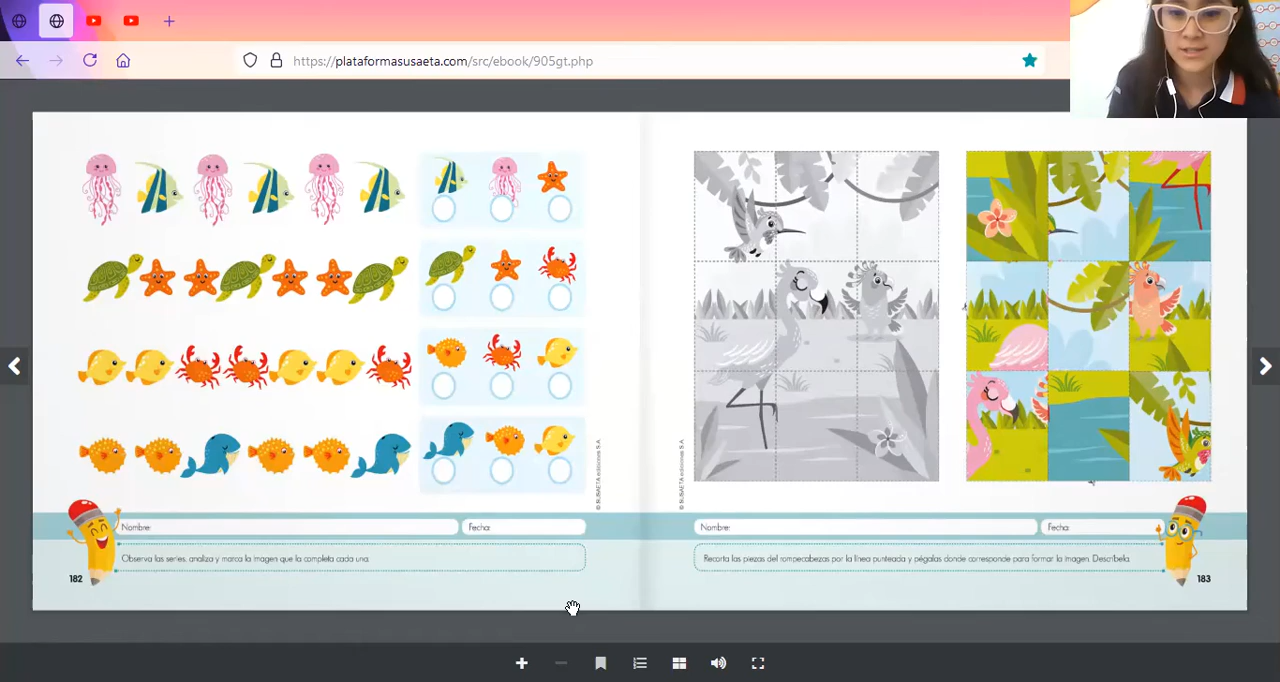 https://plataformasusaeta.com/src/ebook/905gt.php
© SUSAETA ediciones S.A.
Nombre:
Fecha:
Observa las series, analiza y marca la imagen que la completa cada una.
182
© SUSAETA ediciones S.A.
Nombre:
Fecha:
Recorta las piezas del rompecabezas por la línea punteada y pégalas donde corresponde para formar la imagen. Descríbela.
183